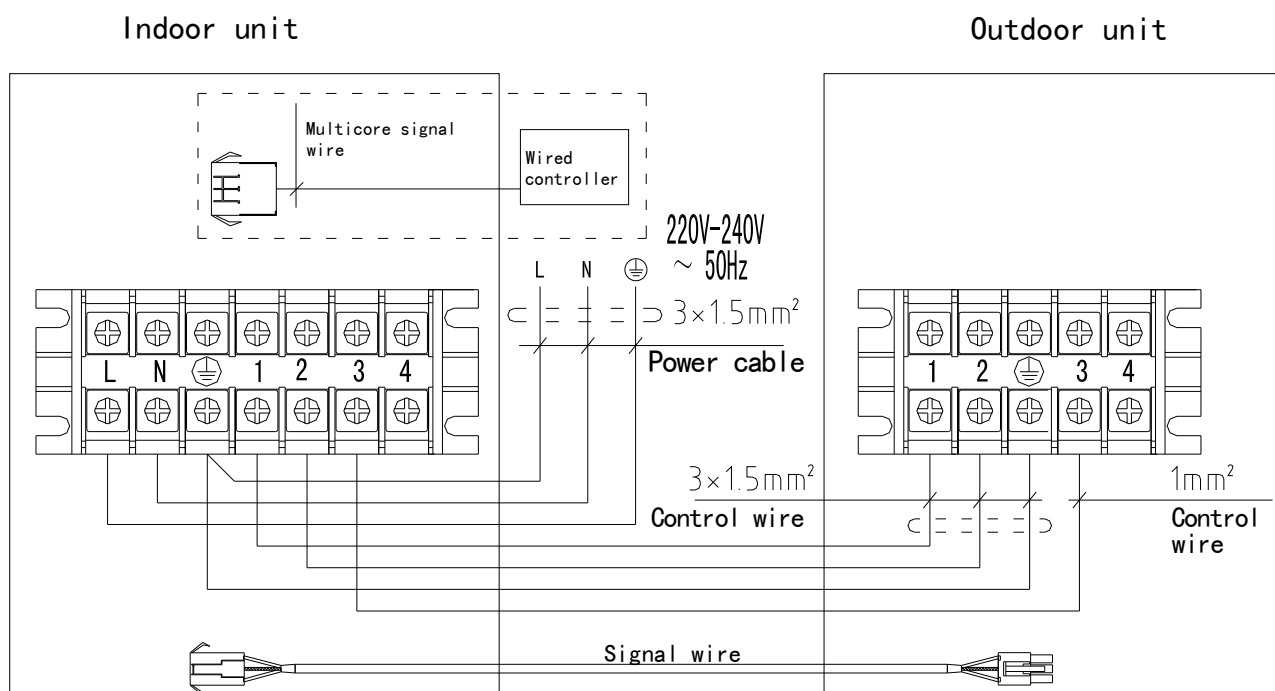 Indoor unit
Outdoor unit
Multicore signal
wire
Wired
controller
220V-240V
~ 50Hz
L N
3×1.5mm²
Power cable
L N 1 2 3 4
1 2 3 4
3×1.5mm²
Control wire
1mm²
Control
wire
Signal wire